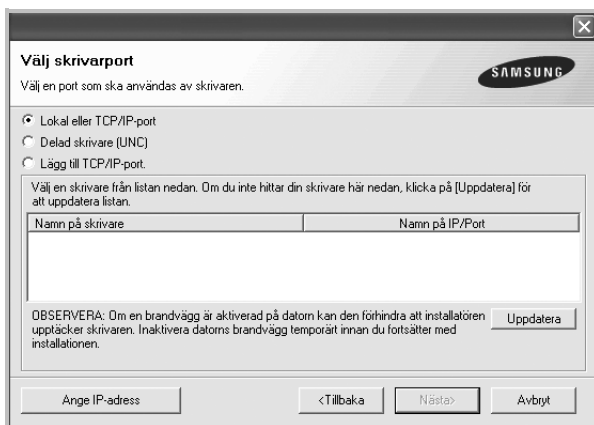 Välj skrivarport
Välj en port som ska användas av skrivaren.
SAMSUNG
Lokal eller TCP/IP-port
Delad skrivare (UNC)
Lägg till TCP/IP-port.
Välj en skrivare från listan nedan. Om du inte hittar din skrivare här nedan, klicka på [Uppdatera] för
att uppdatera listan.
Namn på skrivare Namn på IP/Port
OBSERVERA: Om en brandvägg är aktiverad på datorn kan den förhindra att installatören
upptäcker skrivaren. Inaktivera datorns brandvägg temporärt innan du fortsätter med
installationen.
Uppdatera
Ange IP-adress <Tillbaka Nästa> Avbryt